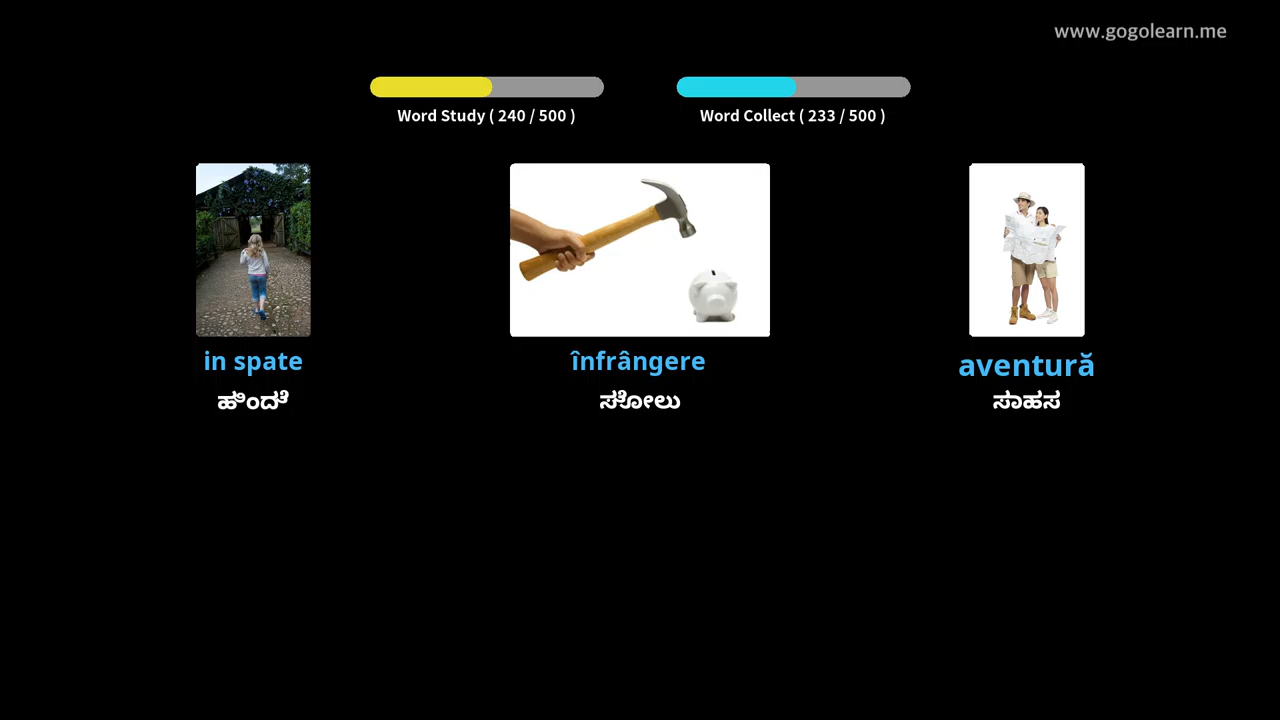 www.gogolearn.me
Word Study ( 240 / 500 )
Word Collect ( 233 / 500 )
in spate
ಹಿಂದೆ
înfrângere
ಸೋಲು
aventură
ಸಾಹಸ